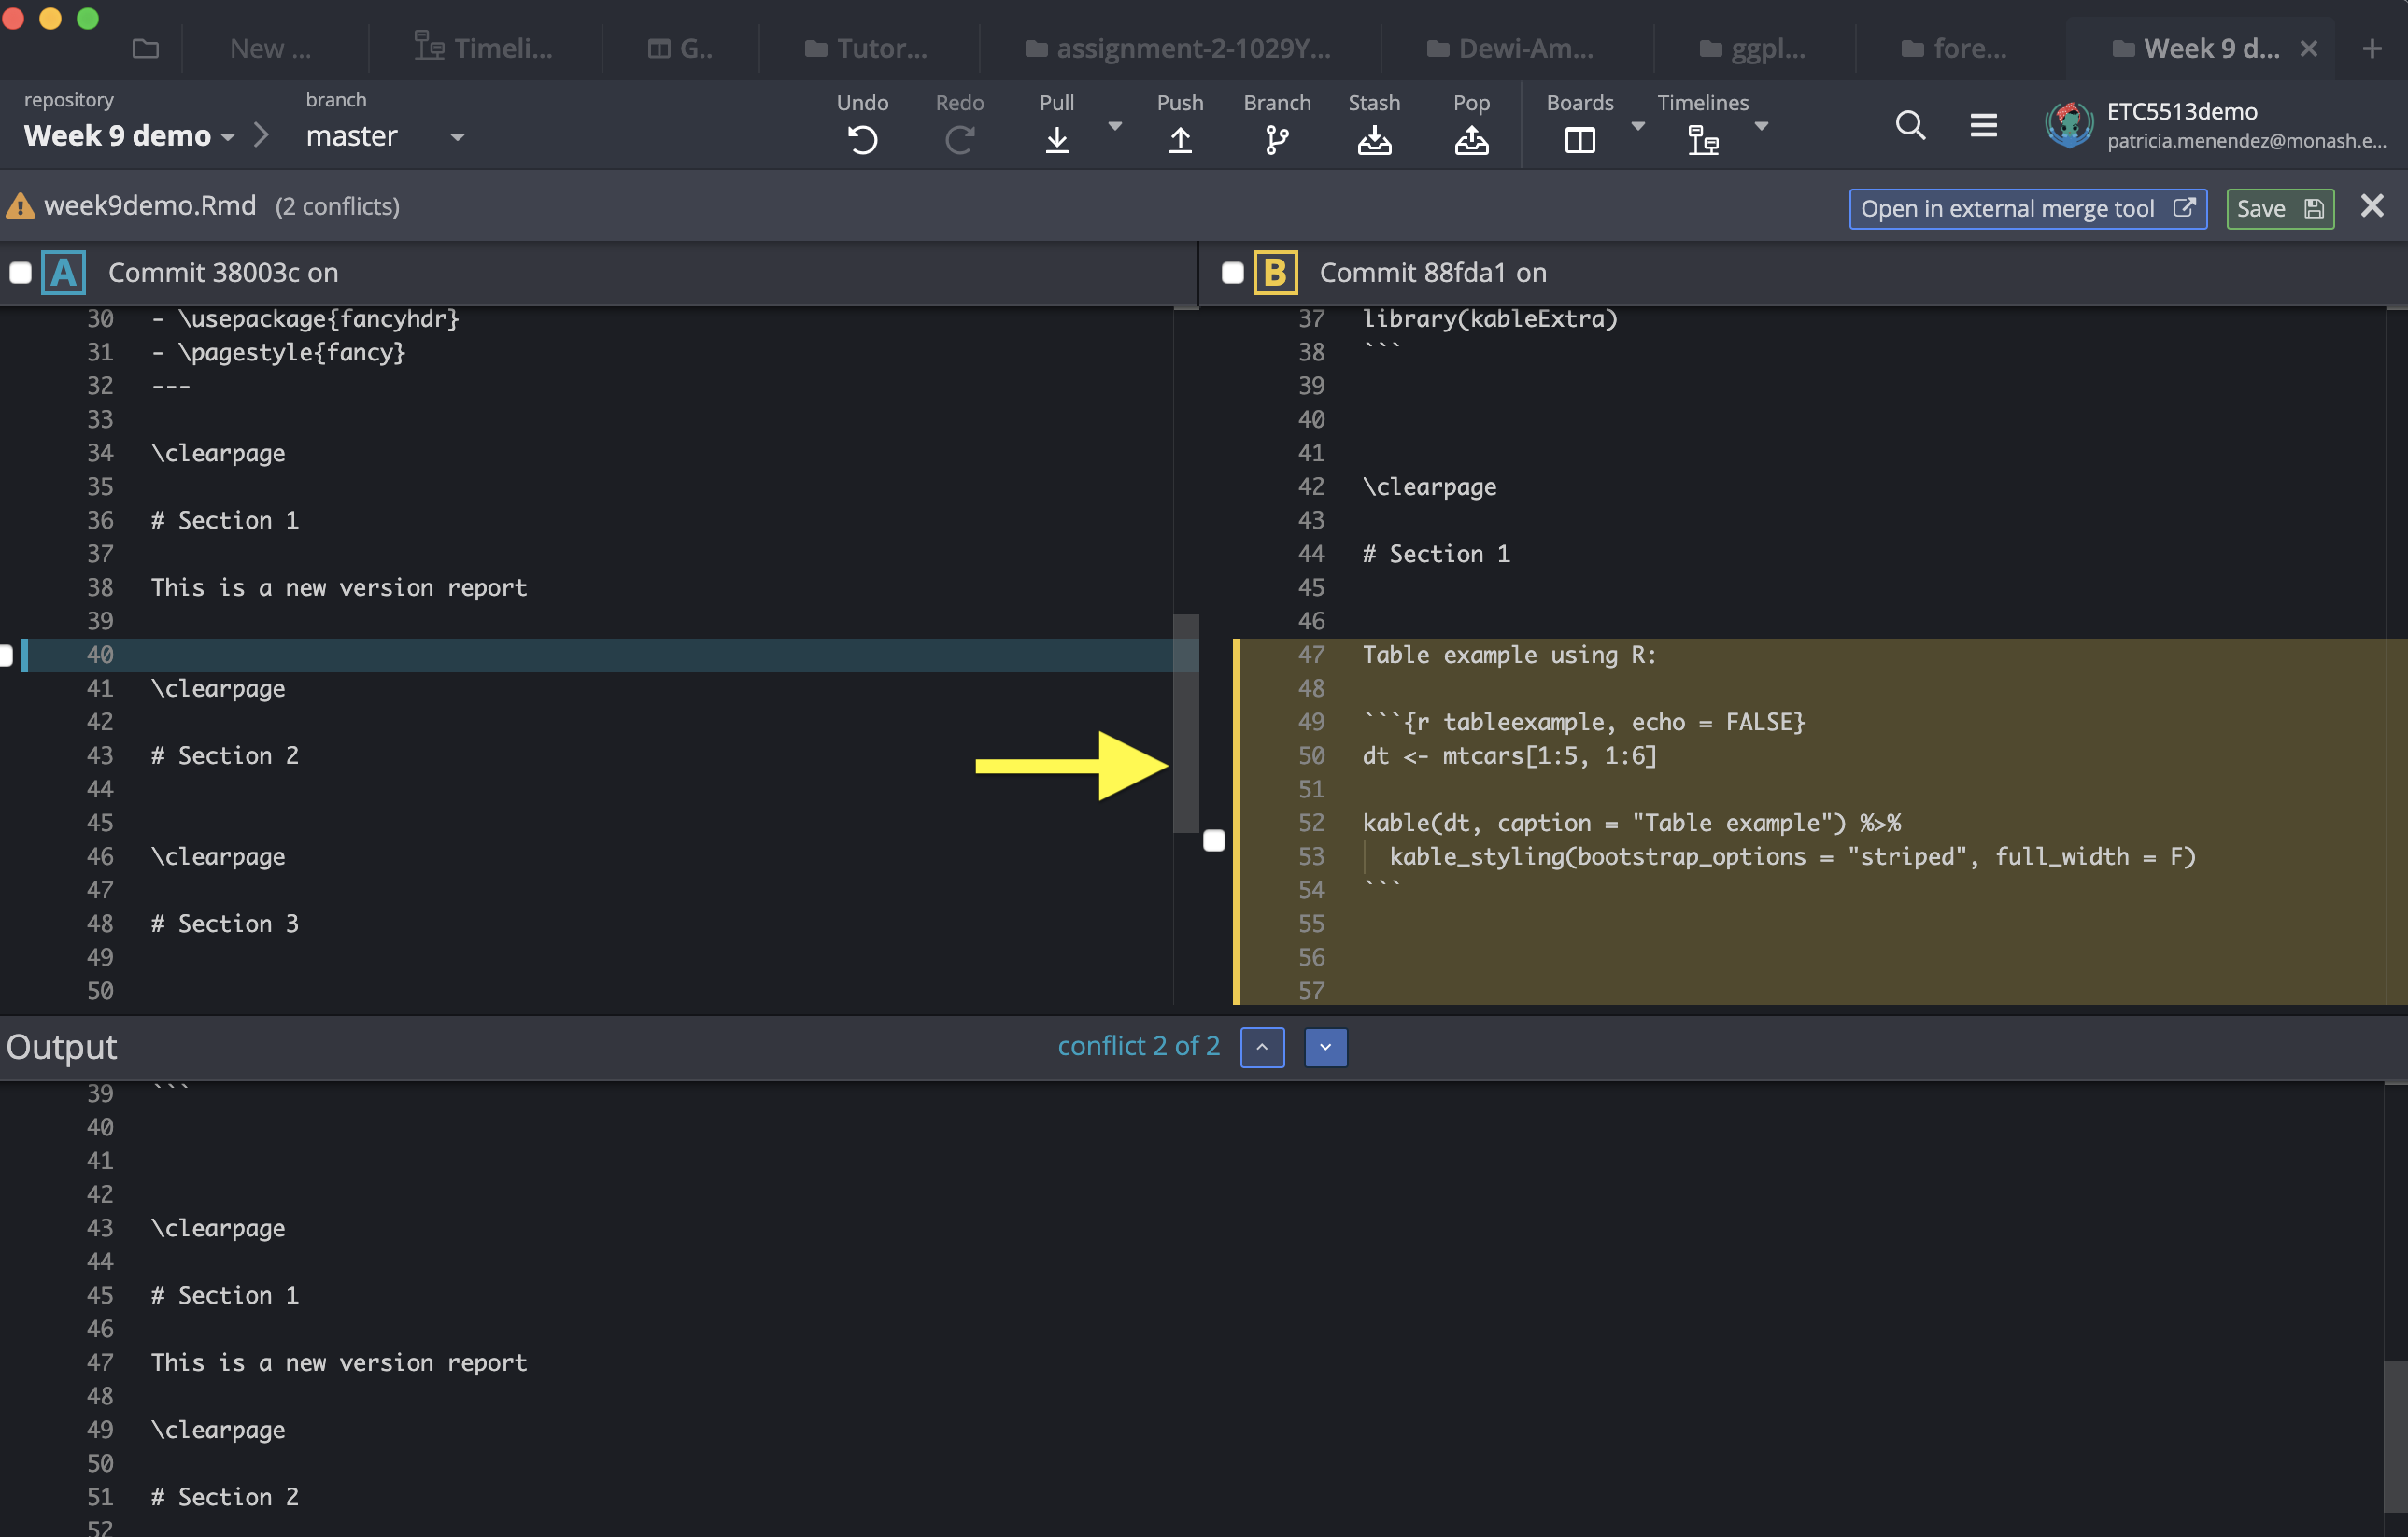 New ...
Timeli...
G..
Tutor...
assignment-2-1029Y...
Dewi-Am...
ggpl...
fore...
Week 9 d...
repository
Week 9 demo
branch
master
Undo
Redo
Pull
Push
Branch
Stash
Pop
Boards
Timelines
ETC5513demo
patricia.menendez@monash.e...
week9demo.Rmd (2 conflicts)
Open in external merge tool
Save
A Commit 38003c on
30 - \usepackage{fancyhdr}
31 - \pagestyle{fancy}
32 ---
33
34 \clearpage
35
36 # Section 1
37
38 This is a new version report
39
40
41 \clearpage
42
43 # Section 2
44
45
46 \clearpage
47
48 # Section 3
49
50
B Commit 88fda1 on
37 library(kableExtra)
38 ```
39
40
41
42 \clearpage
43
44 # Section 1
45
46
47 Table example using R:
48
49 ```{r tableexample, echo = FALSE}
50 dt <- mtcars[1:5, 1:6]
51
52 kable(dt, caption = "Table example") %>%
53 kable_styling(bootstrap_options = "striped", full_width = F)
54 ```
55
56
57
Output
conflict 2 of 2
39 ```
40
41
42
43 \clearpage
44
45 # Section 1
46
47 This is a new version report
48
49 \clearpage
50
51 # Section 2
52